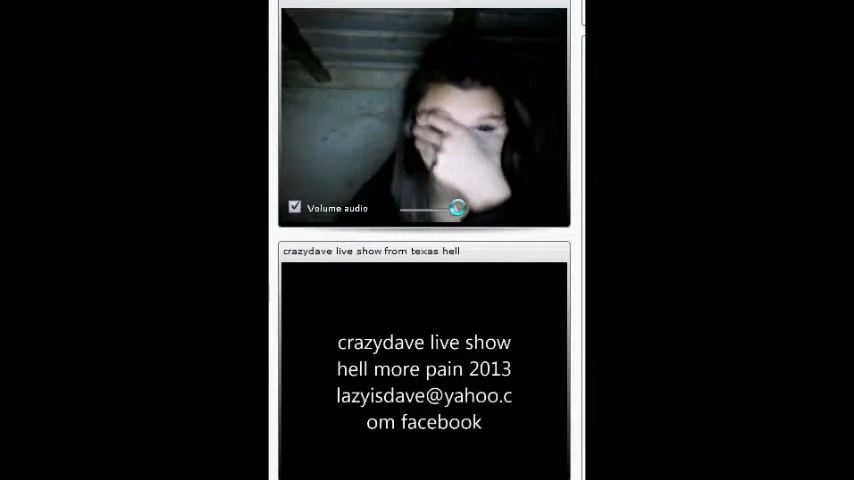 Volume audio
crazydave live show from texas hell
crazydave live show
hell more pain 2013
lazyisdave@yahoo.c
om facebook